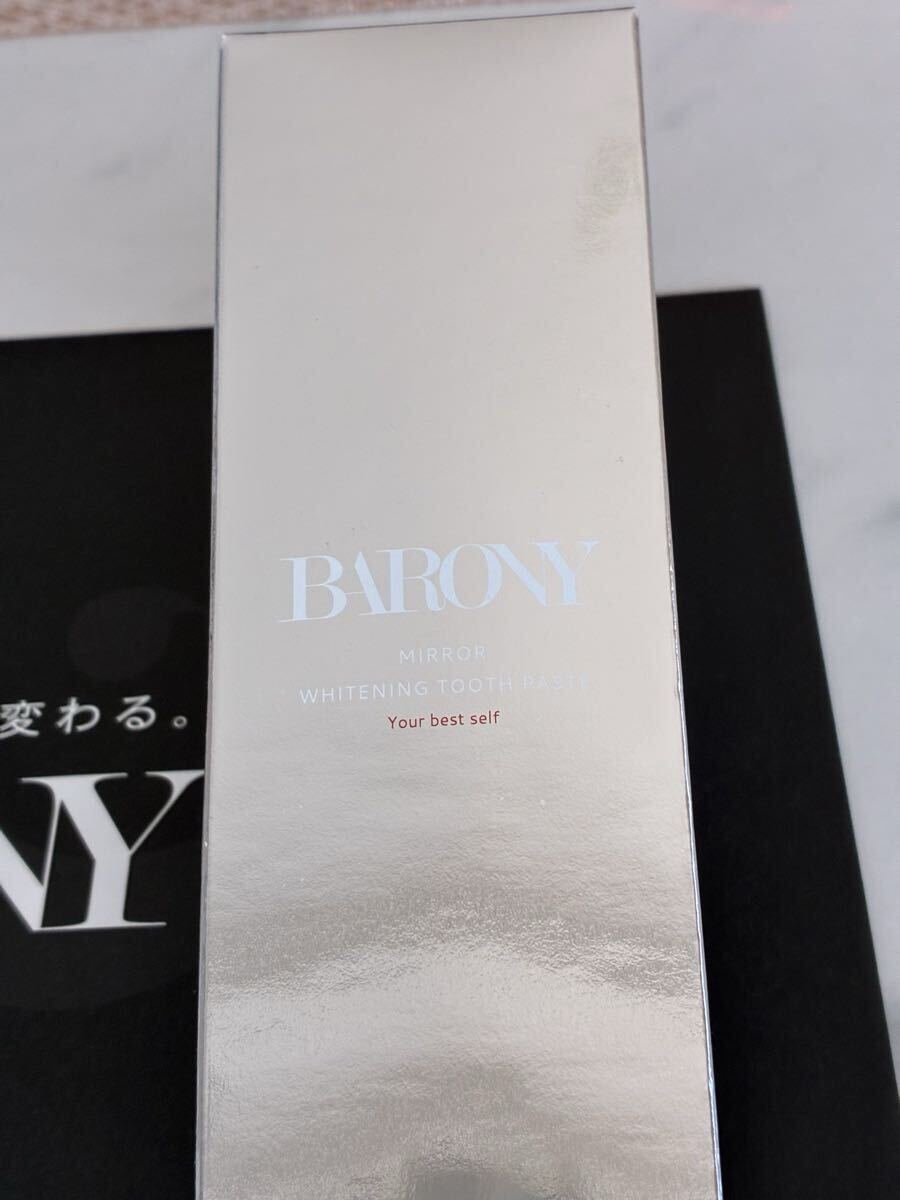 BARONY
MIRROR
WHITENING TOOTH PASTE
Your best self
変わる。
NY